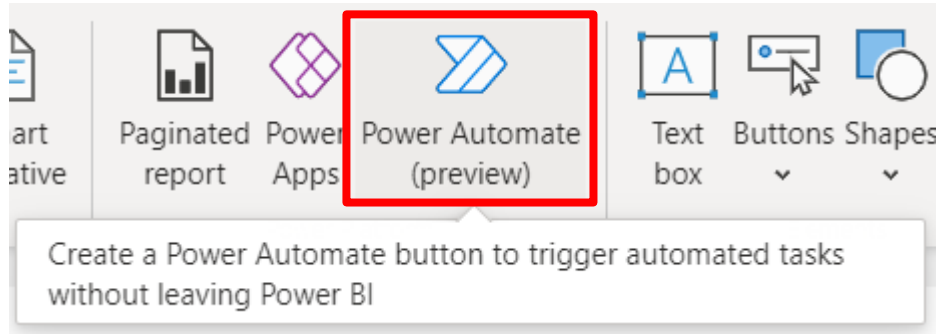 art
ative
Paginated
report
Power
Apps
Power Automate
(preview)
A
Text
box
Buttons
Shapes
Create a Power Automate button to trigger automated tasks
without leaving Power BI